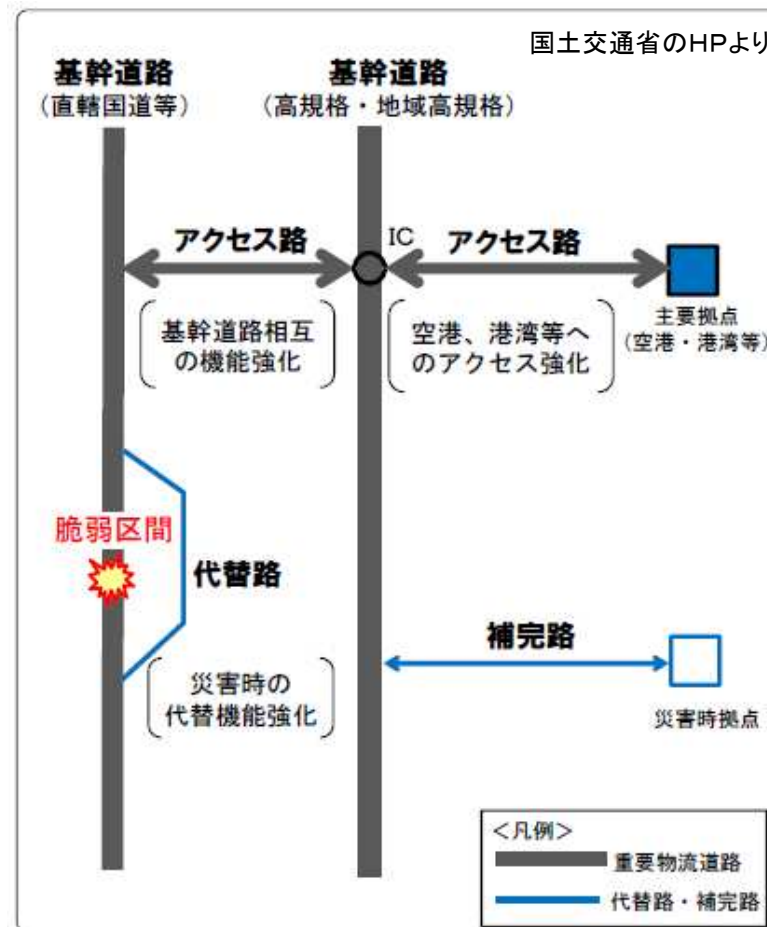 国土交通省のHPより
基幹道路
(直轄国道等)
基幹道路
(高規格・地域高規格)
アクセス路
IC
アクセス路
基幹道路相互
の機能強化
空港、港湾等へ
のアクセス強化
主要拠点
(空港・港湾等)
脆弱区間
代替路
災害時の
代替機能強化
補完路
災害時拠点
<凡例>
重要物流道路
代替路・補完路